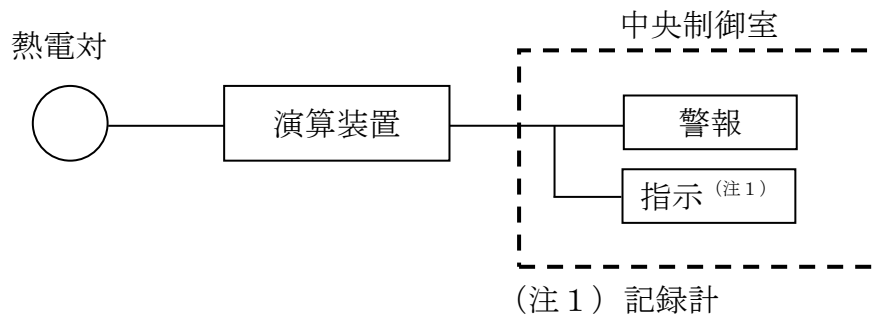 中央制御室
熱電対
演算装置
警報
指示（注１）
（注１）記録計